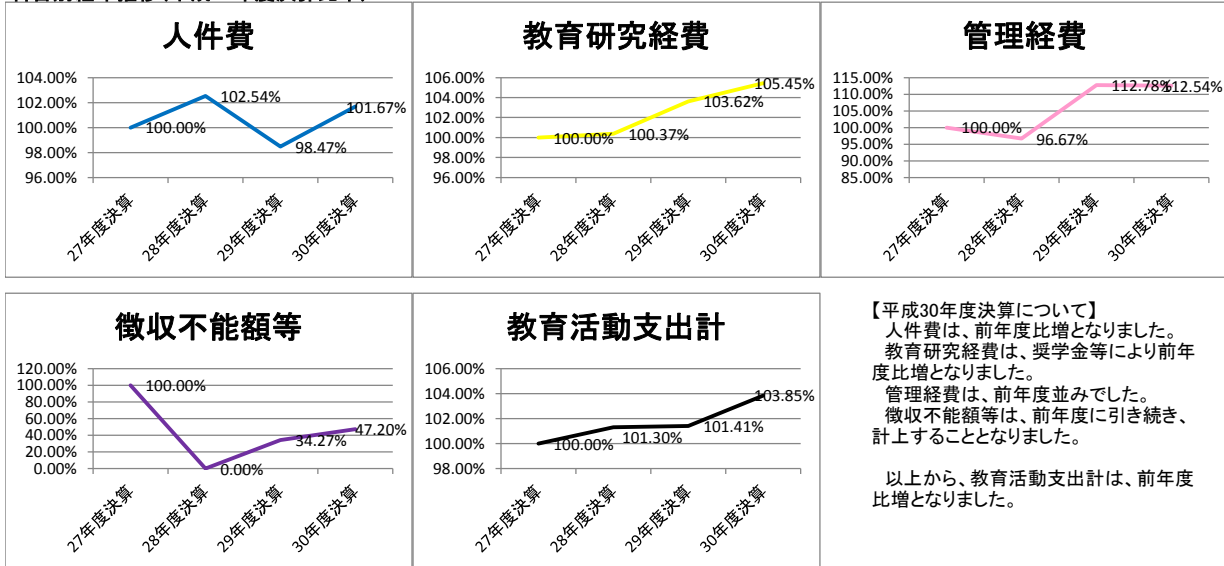 人件費
104.00%
102.00%
100.00%
98.00%
96.00%
100.00%
102.54%
98.47%
101.67%
27年度決算
28年度決算
29年度決算
30年度決算
教育研究経費
106.00%
104.00%
102.00%
100.00%
98.00%
96.00%
100.00%
100.37%
103.62%
105.45%
27年度決算
28年度決算
29年度決算
30年度決算
管理経費
115.00%
110.00%
105.00%
100.00%
95.00%
90.00%
85.00%
100.00%
96.67%
112.78%
112.54%
27年度決算
28年度決算
29年度決算
30年度決算
徴収不能額等
120.00%
100.00%
80.00%
60.00%
40.00%
20.00%
0.00%
100.00%
0.00%
34.27%
47.20%
27年度決算
28年度決算
29年度決算
30年度決算
教育活動支出計
106.00%
104.00%
102.00%
100.00%
98.00%
100.00%
101.30%
101.41%
103.85%
27年度決算
28年度決算
29年度決算
30年度決算
【平成30年度決算について】
人件費は、前年度比増となりました。
教育研究経費は、奨学金等により前年
度比増となりました。
管理経費は、前年度並みでした。
徴収不能額等は、前年度に引き続き、
計上することとなりました。
以上から、教育活動支出計は、前年度
比増となりました。